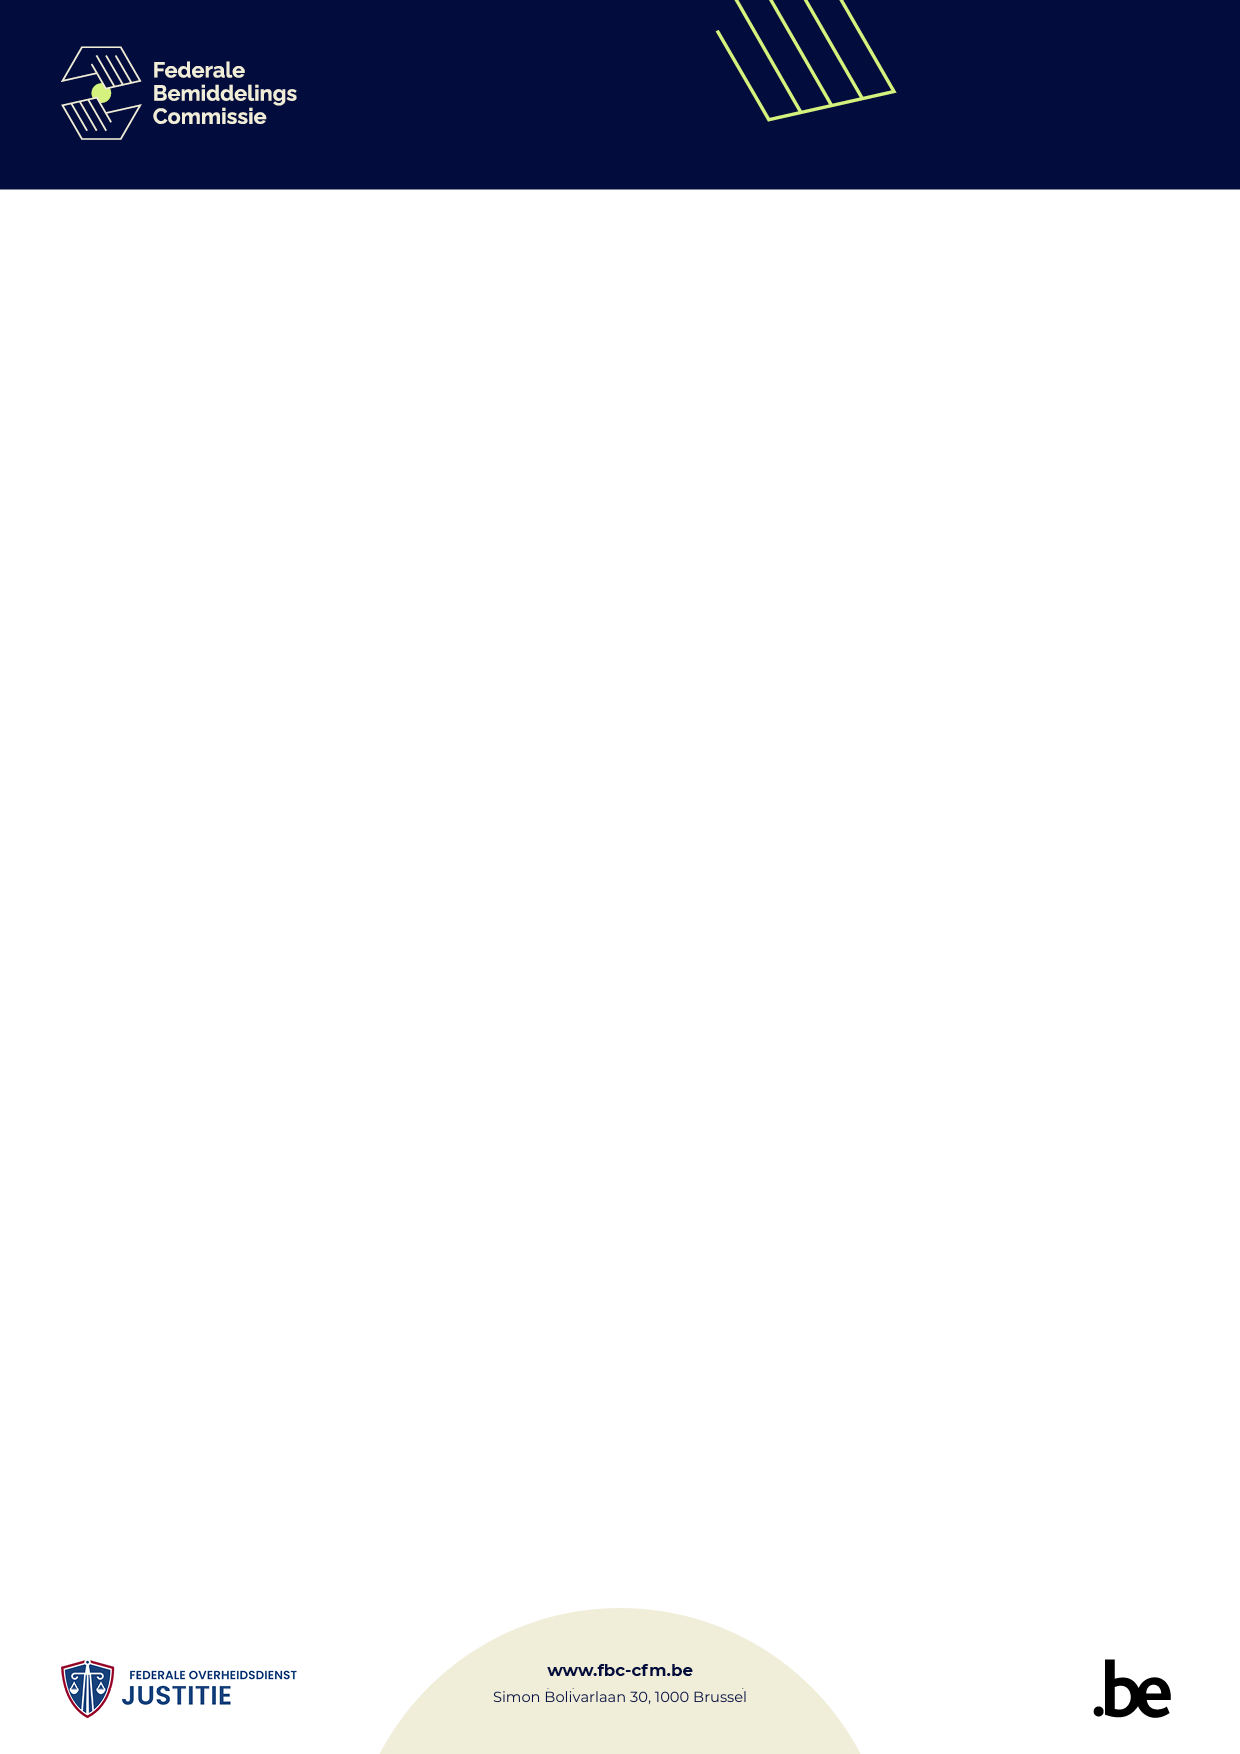 Federale
Bemiddelings
Commissie
FEDERALE OVERHEIDSDIENST
JUSTITIE
www.fbc-cfm.be
Simon Bolivarlaan 30, 1000 Brussel
.be